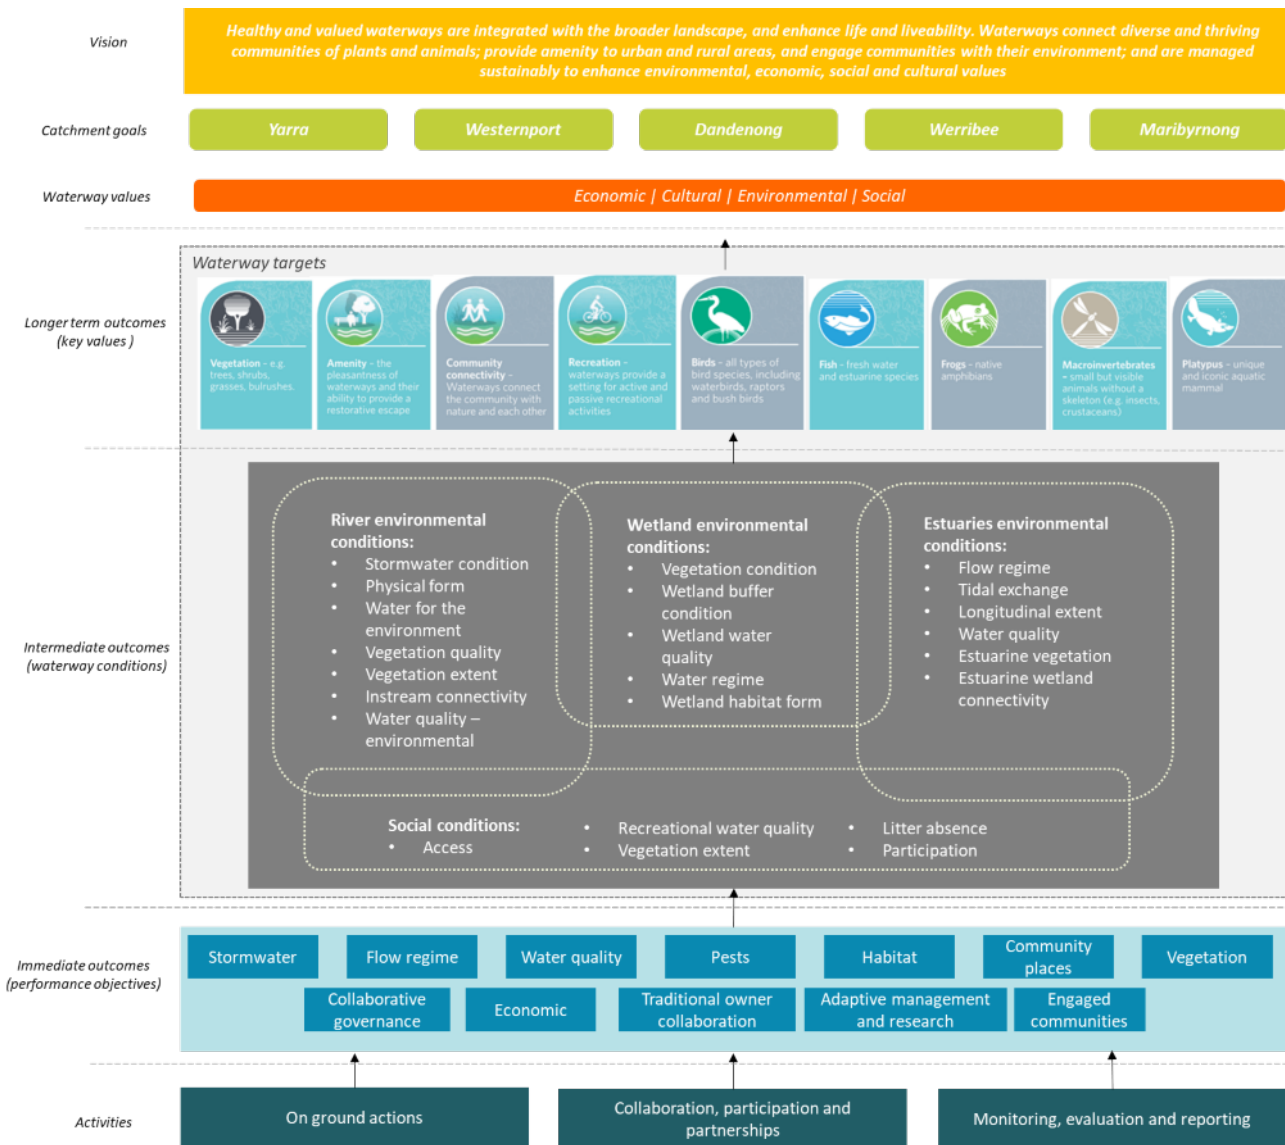 Vision
Healthy and valued waterways are integrated with the broader landscape, and enhance life and liveability. Waterways connect diverse and thriving
communities of plants and animals; provide amenity to urban and rural areas, and engage communities with their environment; and are managed
sustainably to enhance environmental, economic, social and cultural values
Catchment goals
Yarra
Westernport
Dandenong
Werribee
Maribyrnong
Waterway values
Economic | Cultural | Environmental | Social
Waterway targets
Longer term outcomes
(key values )
Vegetation – e.g.
trees, shrubs,
grasses, bulrushes.
Amenity – the
pleasantness of
waterways and their
ability to provide a
restorative escape
Community
connectivity –
Waterways connect
the community with
nature and each other
Recreation –
waterways provide a
setting for active and
passive recreational
activities
Birds – all types of
bird species, including
waterbirds, raptors
and bush birds
Fish – fresh water
and estuarine species
Frogs – native
amphibians
Macroinvertebrates
– small but visible
animals without a
skeleton (e.g. insects,
crustaceans)
Platypus – unique
and iconic aquatic
mammal
Intermediate outcomes
(waterway conditions)
River environmental
conditions:
• Stormwater condition
• Physical form
• Water for the
environment
• Vegetation quality
• Vegetation extent
• Instream connectivity
• Water quality –
environmental
Wetland environmental
conditions:
• Vegetation condition
• Wetland buffer
condition
• Wetland water
quality
• Water regime
• Wetland habitat form
Estuaries environmental
conditions:
• Flow regime
• Tidal exchange
• Longitudinal extent
• Water quality
• Estuarine vegetation
• Estuarine wetland
connectivity
Social conditions:
• Access
• Recreational water quality
• Vegetation extent
• Litter absence
• Participation
Immediate outcomes
(performance objectives)
Stormwater
Flow regime
Water quality
Pests
Habitat
Community
places
Vegetation
Collaborative
governance
Economic
Traditional owner
collaboration
Adaptive management
and research
Engaged
communities
Activities
On ground actions
Collaboration, participation and
partnerships
Monitoring, evaluation and reporting